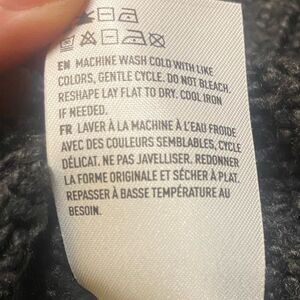 EN MACHINE WASH COLD WITH LIKE
COLORS, GENTLE CYCLE. DO NOT BLEACH.
RESHAPE LAY FLAT TO DRY. COOL IRON
IF NEEDED.
FR LAVER À LA MACHINE À L'EAU FROIDE
AVEC DES COULEURS SEMBLABLES, CYCLE
DÉLICAT. NE PAS JAVELLISER. REDONNER
LA FORME ORIGINALE ET SÉCHER À PLAT.
REPASSER À BASSE TEMPÉRATURE AU
BESOIN.